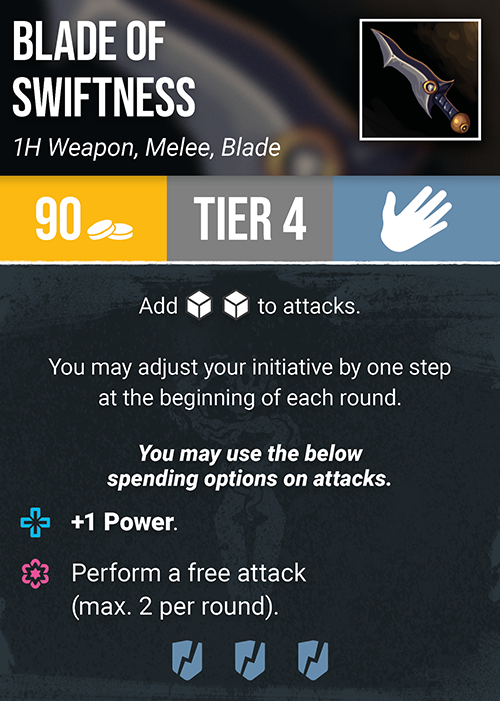 BLADE OF
SWIFTNESS
1H Weapon, Melee, Blade
90
TIER 4
Add to attacks.
You may adjust your initiative by one step
at the beginning of each round.
You may use the below
spending options on attacks.
+1 Power.
Perform a free attack
(max. 2 per round).